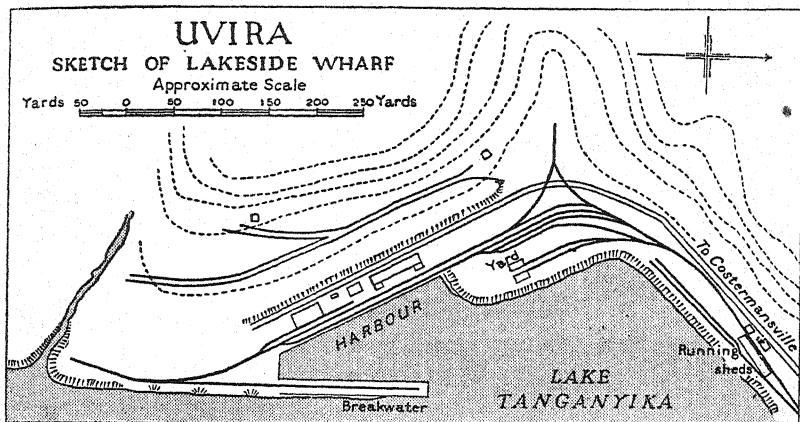 UVIRA
SKETCH OF LAKESIDE WHARF
Approximate Scale
Yards 50 0 50 100 150 200 250 Yards
To Costermansville
Yard
HARBOUR
Running
sheds
LAKE
TANGANYIKA
Breakwater